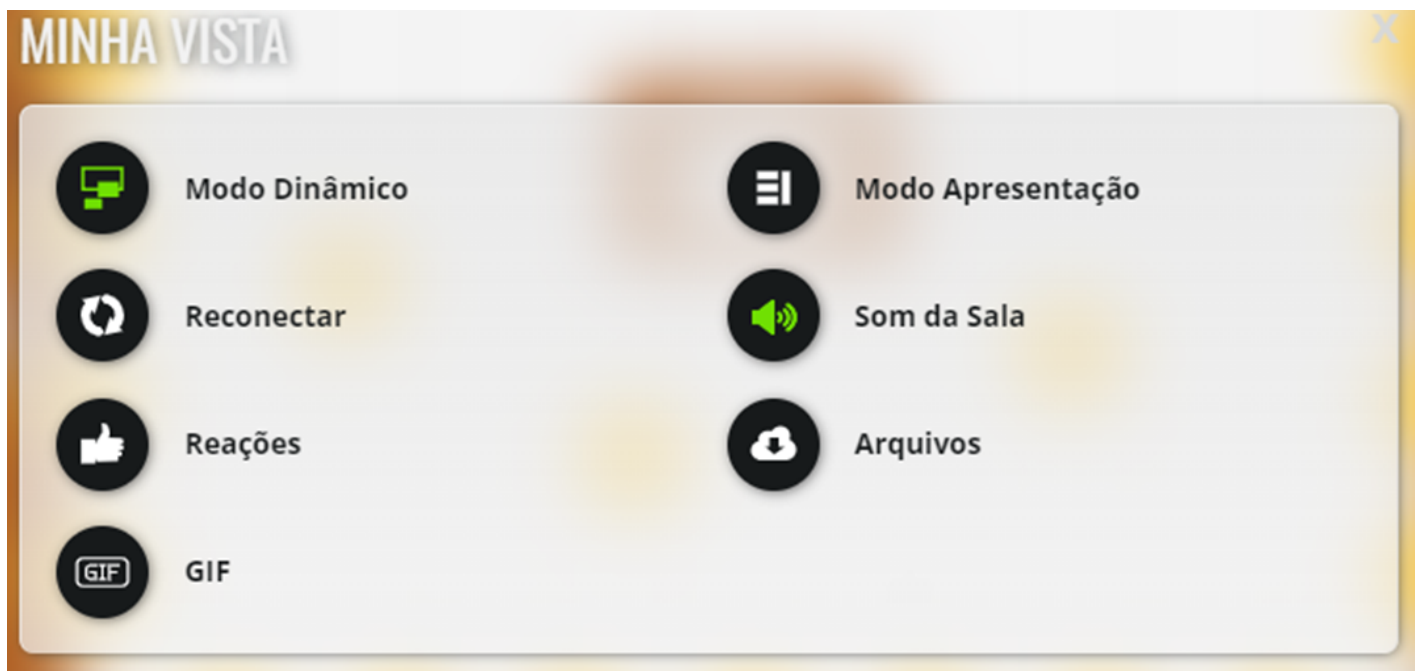 MINHA VISTA
X
Modo Dinâmico
Modo Apresentação
Reconectar
Som da Sala
Reações
Arquivos
GIF
GIF